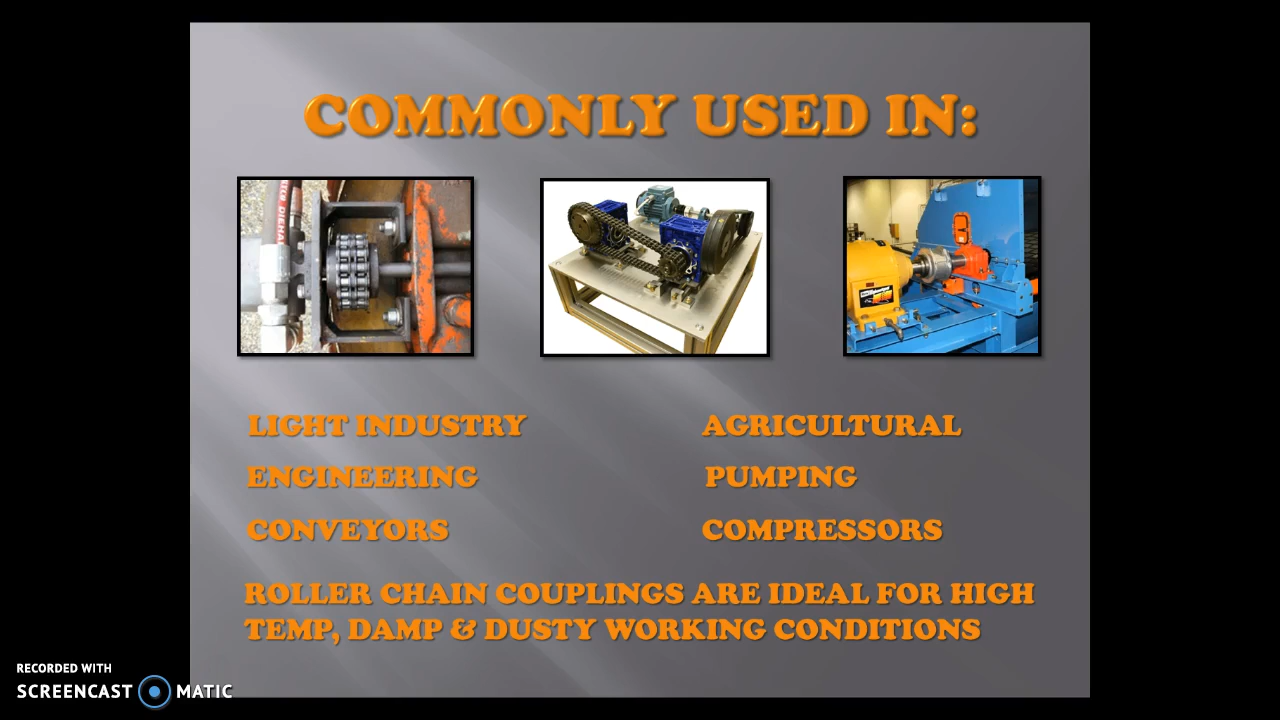 COMMONLY USED IN:
LIGHT INDUSTRY
AGRICULTURAL
ENGINEERING
PUMPING
CONVEYORS
COMPRESSORS
ROLLER CHAIN COUPLINGS ARE IDEAL FOR HIGH
TEMP, DAMP & DUSTY WORKING CONDITIONS
RECORDED WITH
SCREENCAST MATIC